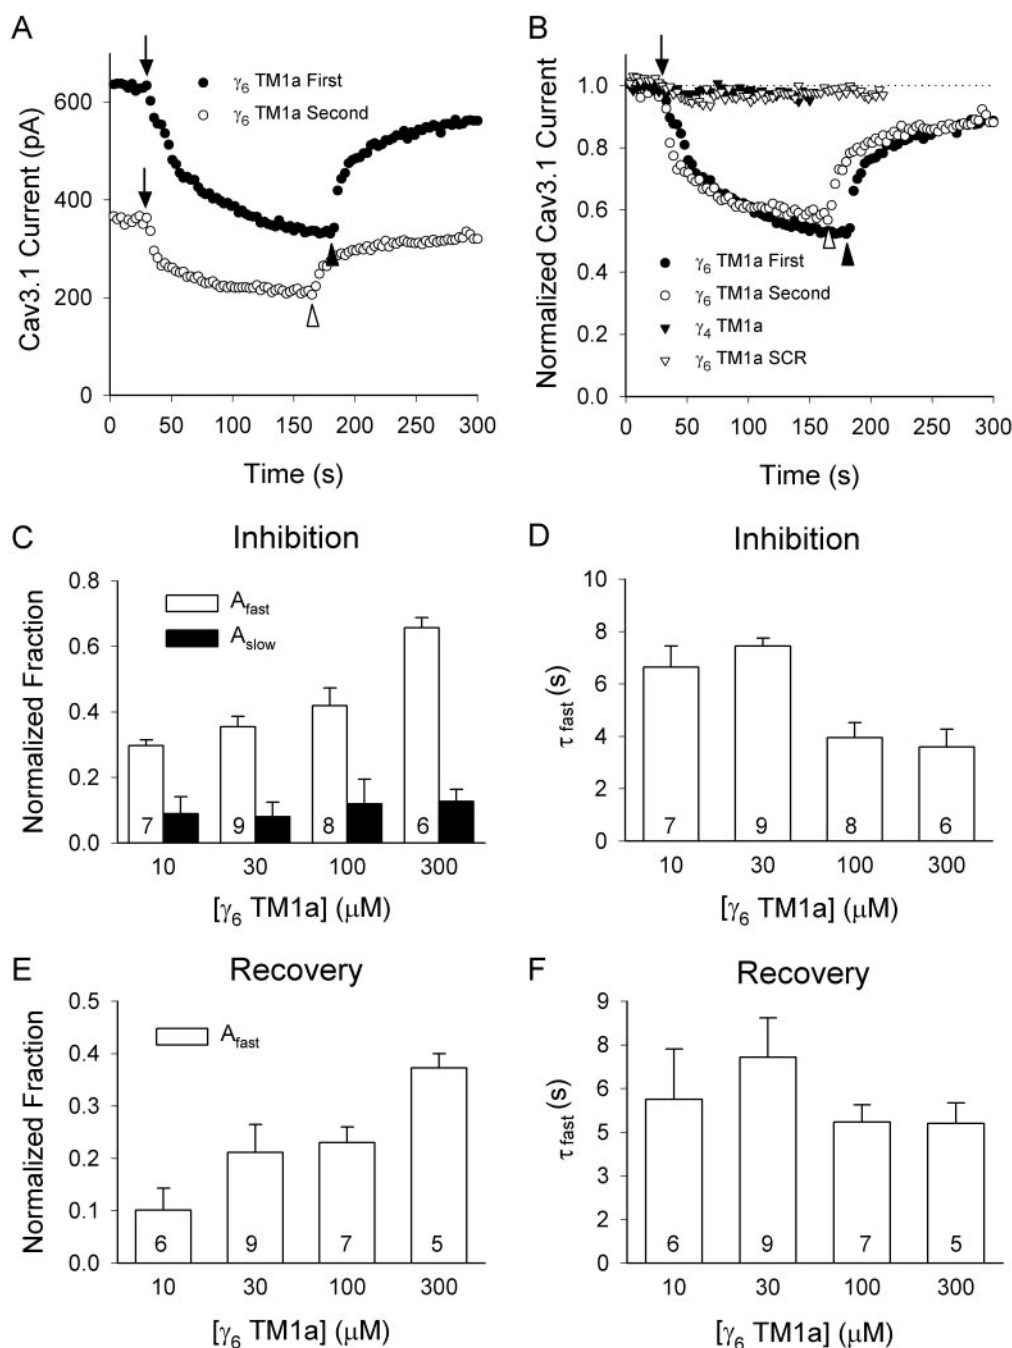 A
B
γ6 TM1a First
γ6 TM1a Second
Cav3.1 Current (pA)
600
400
200
0
0 50 100 150 200 250 300
Time (s)
Normalized Cav3.1 Current
1.0
0.8
0.6
0.4
0.2
0.0
γ6 TM1a First
γ6 TM1a Second
γ4 TM1a
γ6 TM1a SCR
0 50 100 150 200 250 300
Time (s)
C
Inhibition
Normalized Fraction
0.8
0.6
0.4
0.2
0.0
Afast
Aslow
7 9 8 6
10 30 100 300
[γ6 TM1a] (μM)
D
Inhibition
τ fast (s)
10
8
6
4
2
0
7 9 8 6
10 30 100 300
[γ6 TM1a] (μM)
E
Recovery
Normalized Fraction
0.5
0.4
0.3
0.2
0.1
0.0
Afast
6 9 7 5
10 30 100 300
[γ6 TM1a] (μM)
F
Recovery
τ fast (s)
9
8
6
5
3
2
0
6 9 7 5
10 30 100 300
[γ6 TM1a] (μM)